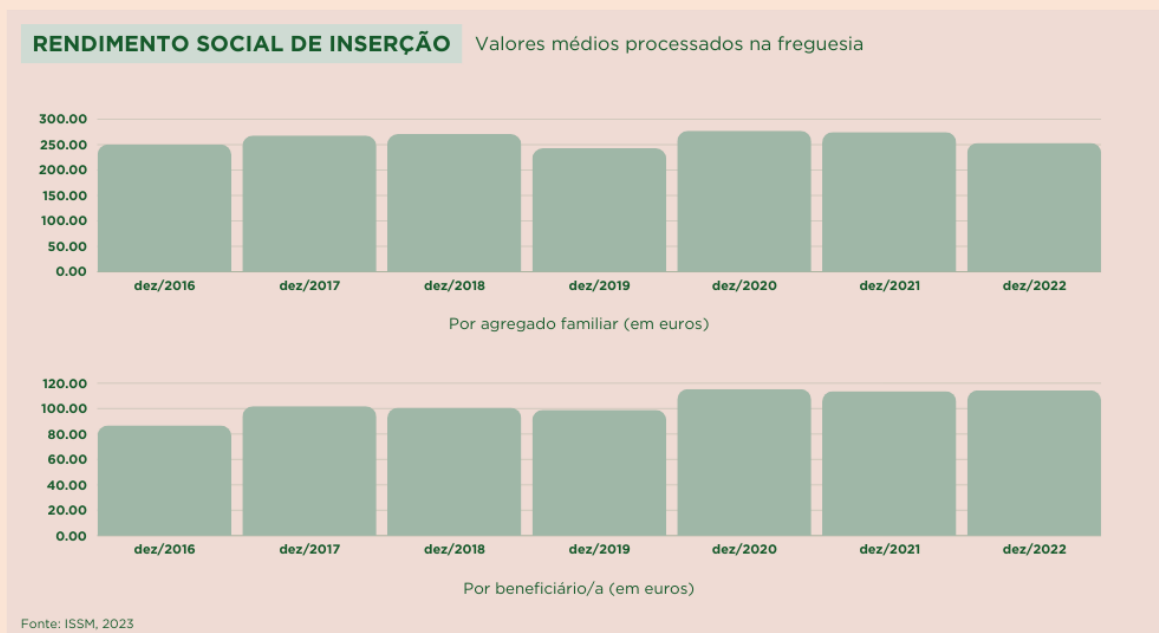 RENDIMENTO SOCIAL DE INSERÇÃO Valores médios processados na freguesia
300.00
250.00
200.00
150.00
100.00
50.00
0.00
dez/2016 dez/2017 dez/2018 dez/2019 dez/2020 dez/2021 dez/2022
Por agregado familiar (em euros)
120.00
100.00
80.00
60.00
40.00
20.00
0.00
dez/2016 dez/2017 dez/2018 dez/2019 dez/2020 dez/2021 dez/2022
Por beneficiário/a (em euros)
Fonte: ISSM, 2023